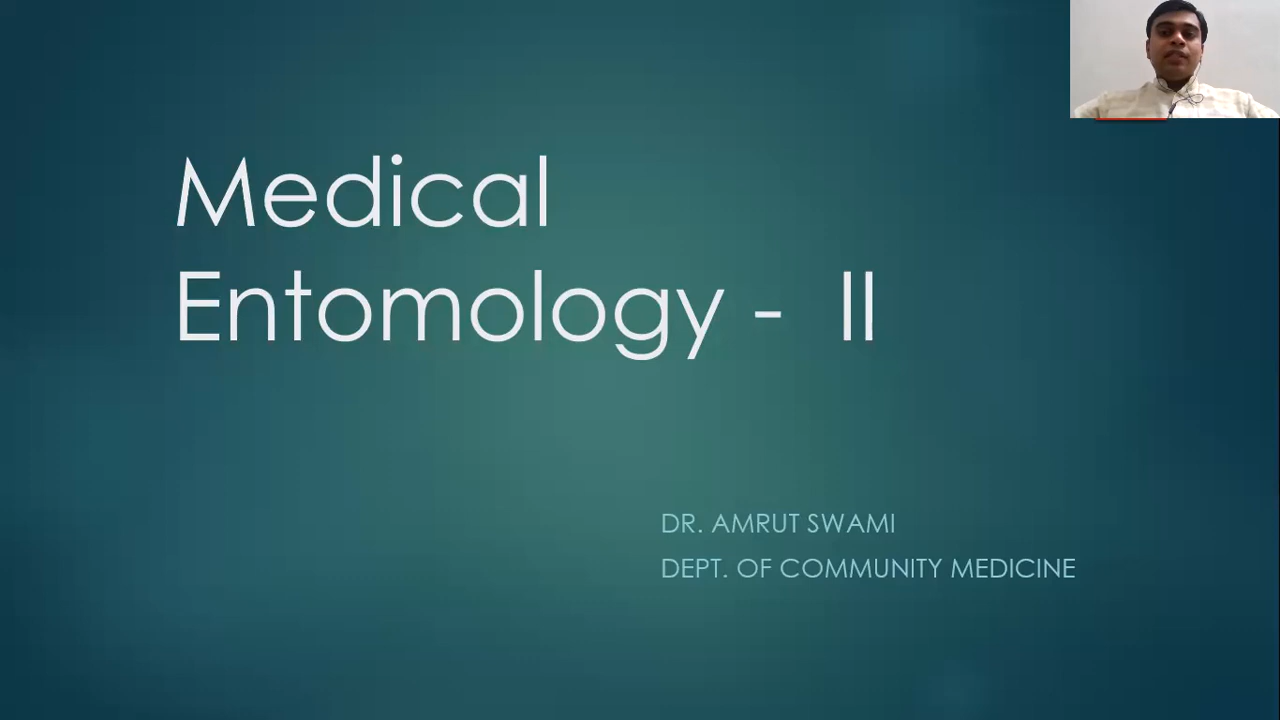 Medical
Entomology - II
DR. AMRUT SWAMI
DEPT. OF COMMUNITY MEDICINE